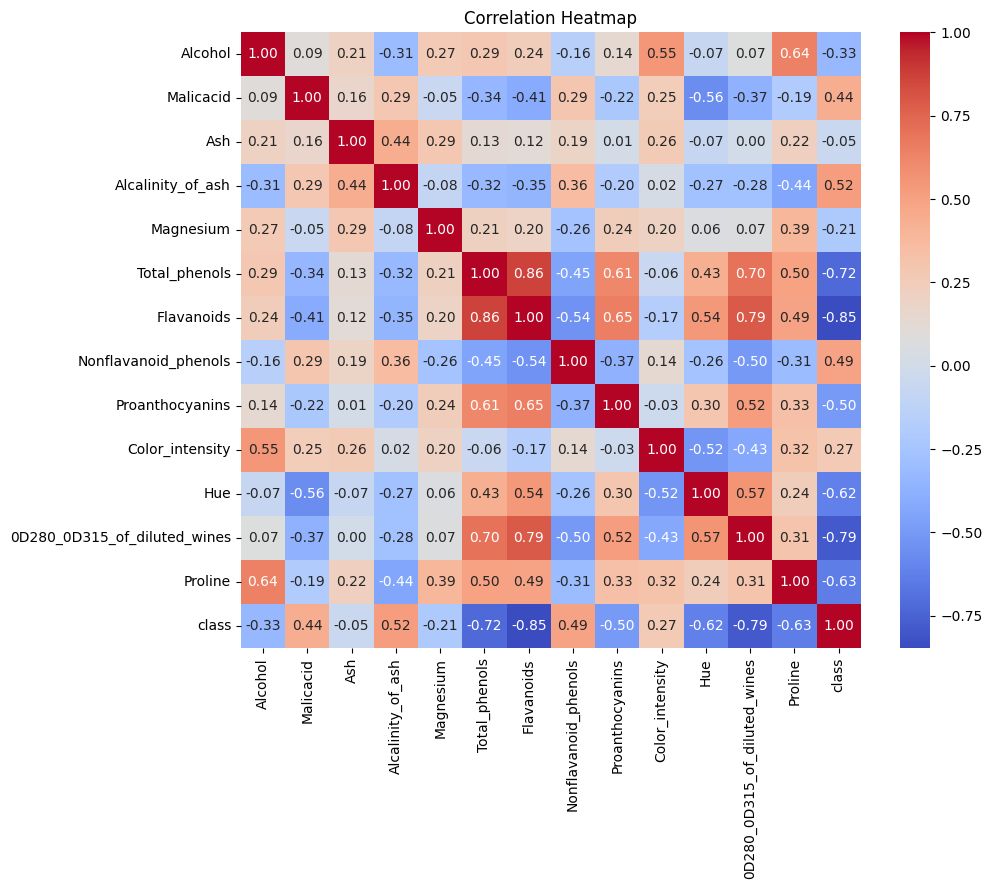 Correlation Heatmap
Alcohol 1.00 0.09 0.21 -0.31 0.27 0.29 0.24 -0.16 0.14 0.55 -0.07 0.07 0.64 -0.33
Malicacid 0.09 1.00 0.16 0.29 -0.05 -0.34 -0.41 0.29 -0.22 0.25 -0.56 -0.37 -0.19 0.44
Ash 0.21 0.16 1.00 0.44 0.29 0.13 0.12 0.19 0.01 0.26 -0.07 0.00 0.22 -0.05
Alcalinity_of_ash -0.31 0.29 0.44 1.00 -0.08 -0.32 -0.35 0.36 -0.20 0.02 -0.27 -0.28 -0.44 0.52
Magnesium 0.27 -0.05 0.29 -0.08 1.00 0.21 0.20 -0.26 0.24 0.20 0.06 0.07 0.39 -0.21
Total_phenols 0.29 -0.34 0.13 -0.32 0.21 1.00 0.86 -0.45 0.61 -0.06 0.43 0.70 0.50 -0.72
Flavanoids 0.24 -0.41 0.12 -0.35 0.20 0.86 1.00 -0.54 0.65 -0.17 0.54 0.79 0.49 -0.85
Nonflavanoid_phenols -0.16 0.29 0.19 0.36 -0.26 -0.45 -0.54 1.00 -0.37 0.14 -0.26 -0.50 -0.31 0.49
Proanthocyanins 0.14 -0.22 0.01 -0.20 0.24 0.61 0.65 -0.37 1.00 -0.03 0.30 0.52 0.33 -0.50
Color_intensity 0.55 0.25 0.26 0.02 0.20 -0.06 -0.17 0.14 -0.03 1.00 -0.52 -0.43 0.32 0.27
Hue -0.07 -0.56 -0.07 -0.27 0.06 0.43 0.54 -0.26 0.30 -0.52 1.00 0.57 0.24 -0.62
0D280_0D315_of_diluted_wines 0.07 -0.37 0.00 -0.28 0.07 0.70 0.79 -0.50 0.52 -0.43 0.57 1.00 0.31 -0.79
Proline 0.64 -0.19 0.22 -0.44 0.39 0.50 0.49 -0.31 0.33 0.32 0.24 0.31 1.00 -0.63
class -0.33 0.44 -0.05 0.52 -0.21 -0.72 -0.85 0.49 -0.50 0.27 -0.62 -0.79 -0.63 1.00
Alcohol
Malicacid
Ash
Alcalinity_of_ash
Magnesium
Total_phenols
Flavanoids
Nonflavanoid_phenols
Proanthocyanins
Color_intensity
Hue
0D280_0D315_of_diluted_wines
Proline
class
1.00
0.75
0.50
0.25
0.00
−0.25
−0.50
−0.75